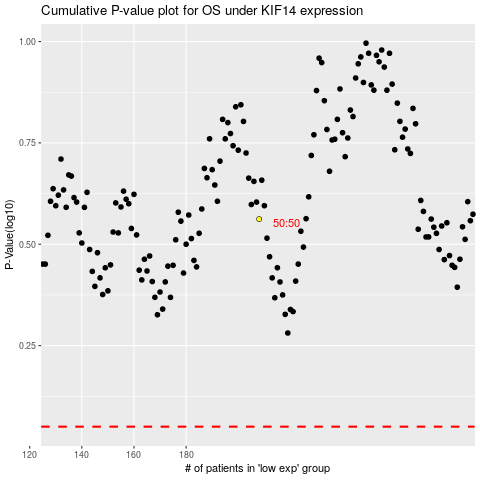 Cumulative P-value plot for OS under KIF14 expression
P-Value(log10)
1.00
0.75
0.50
0.25
50:50
120 140 160 180
# of patients in 'low exp' group